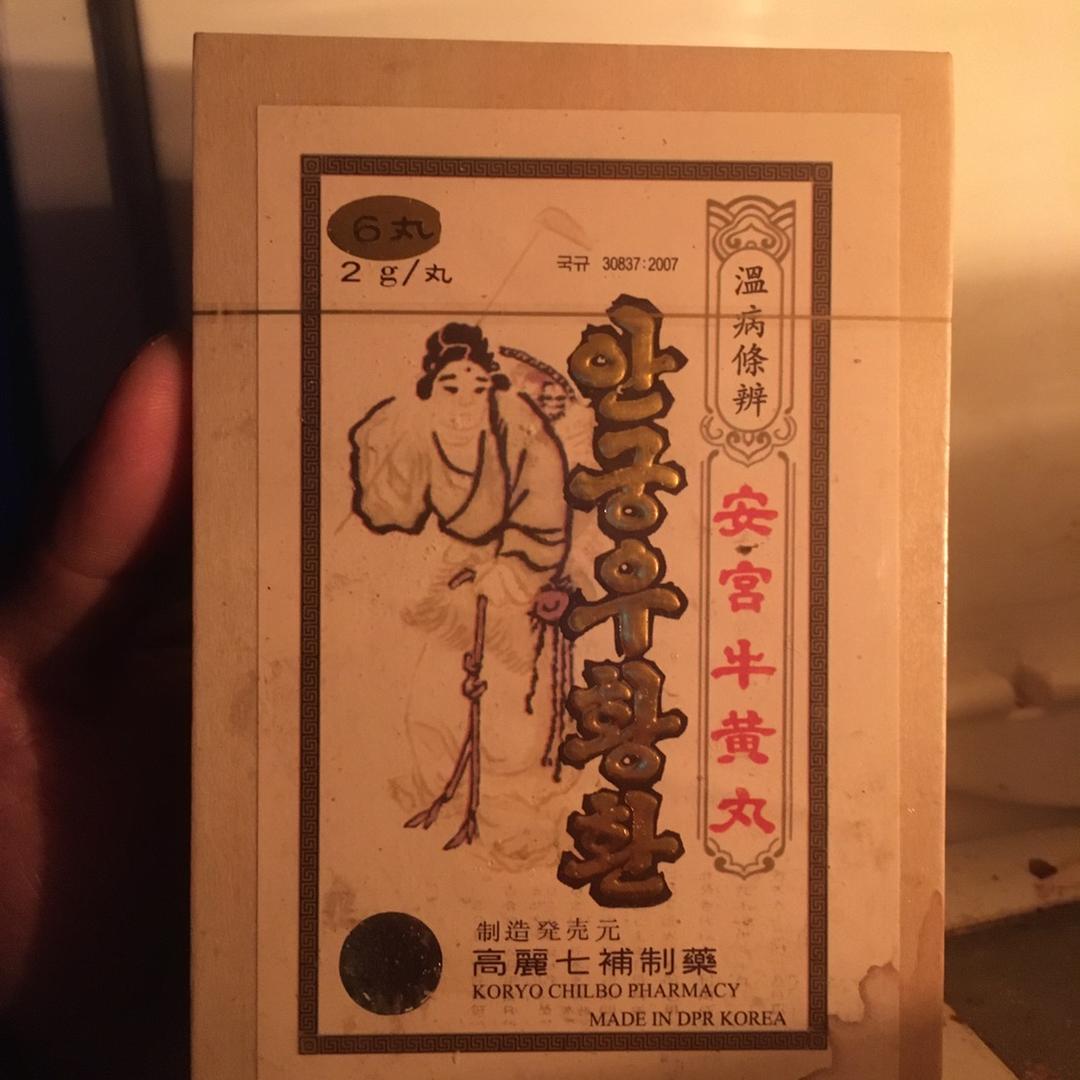 6丸
2 g/丸
국규 30837:2007
溫病條辨
안궁우황환
安宮牛黄丸
制造発売元
高麗七補制藥
KORYO CHILBO PHARMACY
MADE IN DPR KOREA